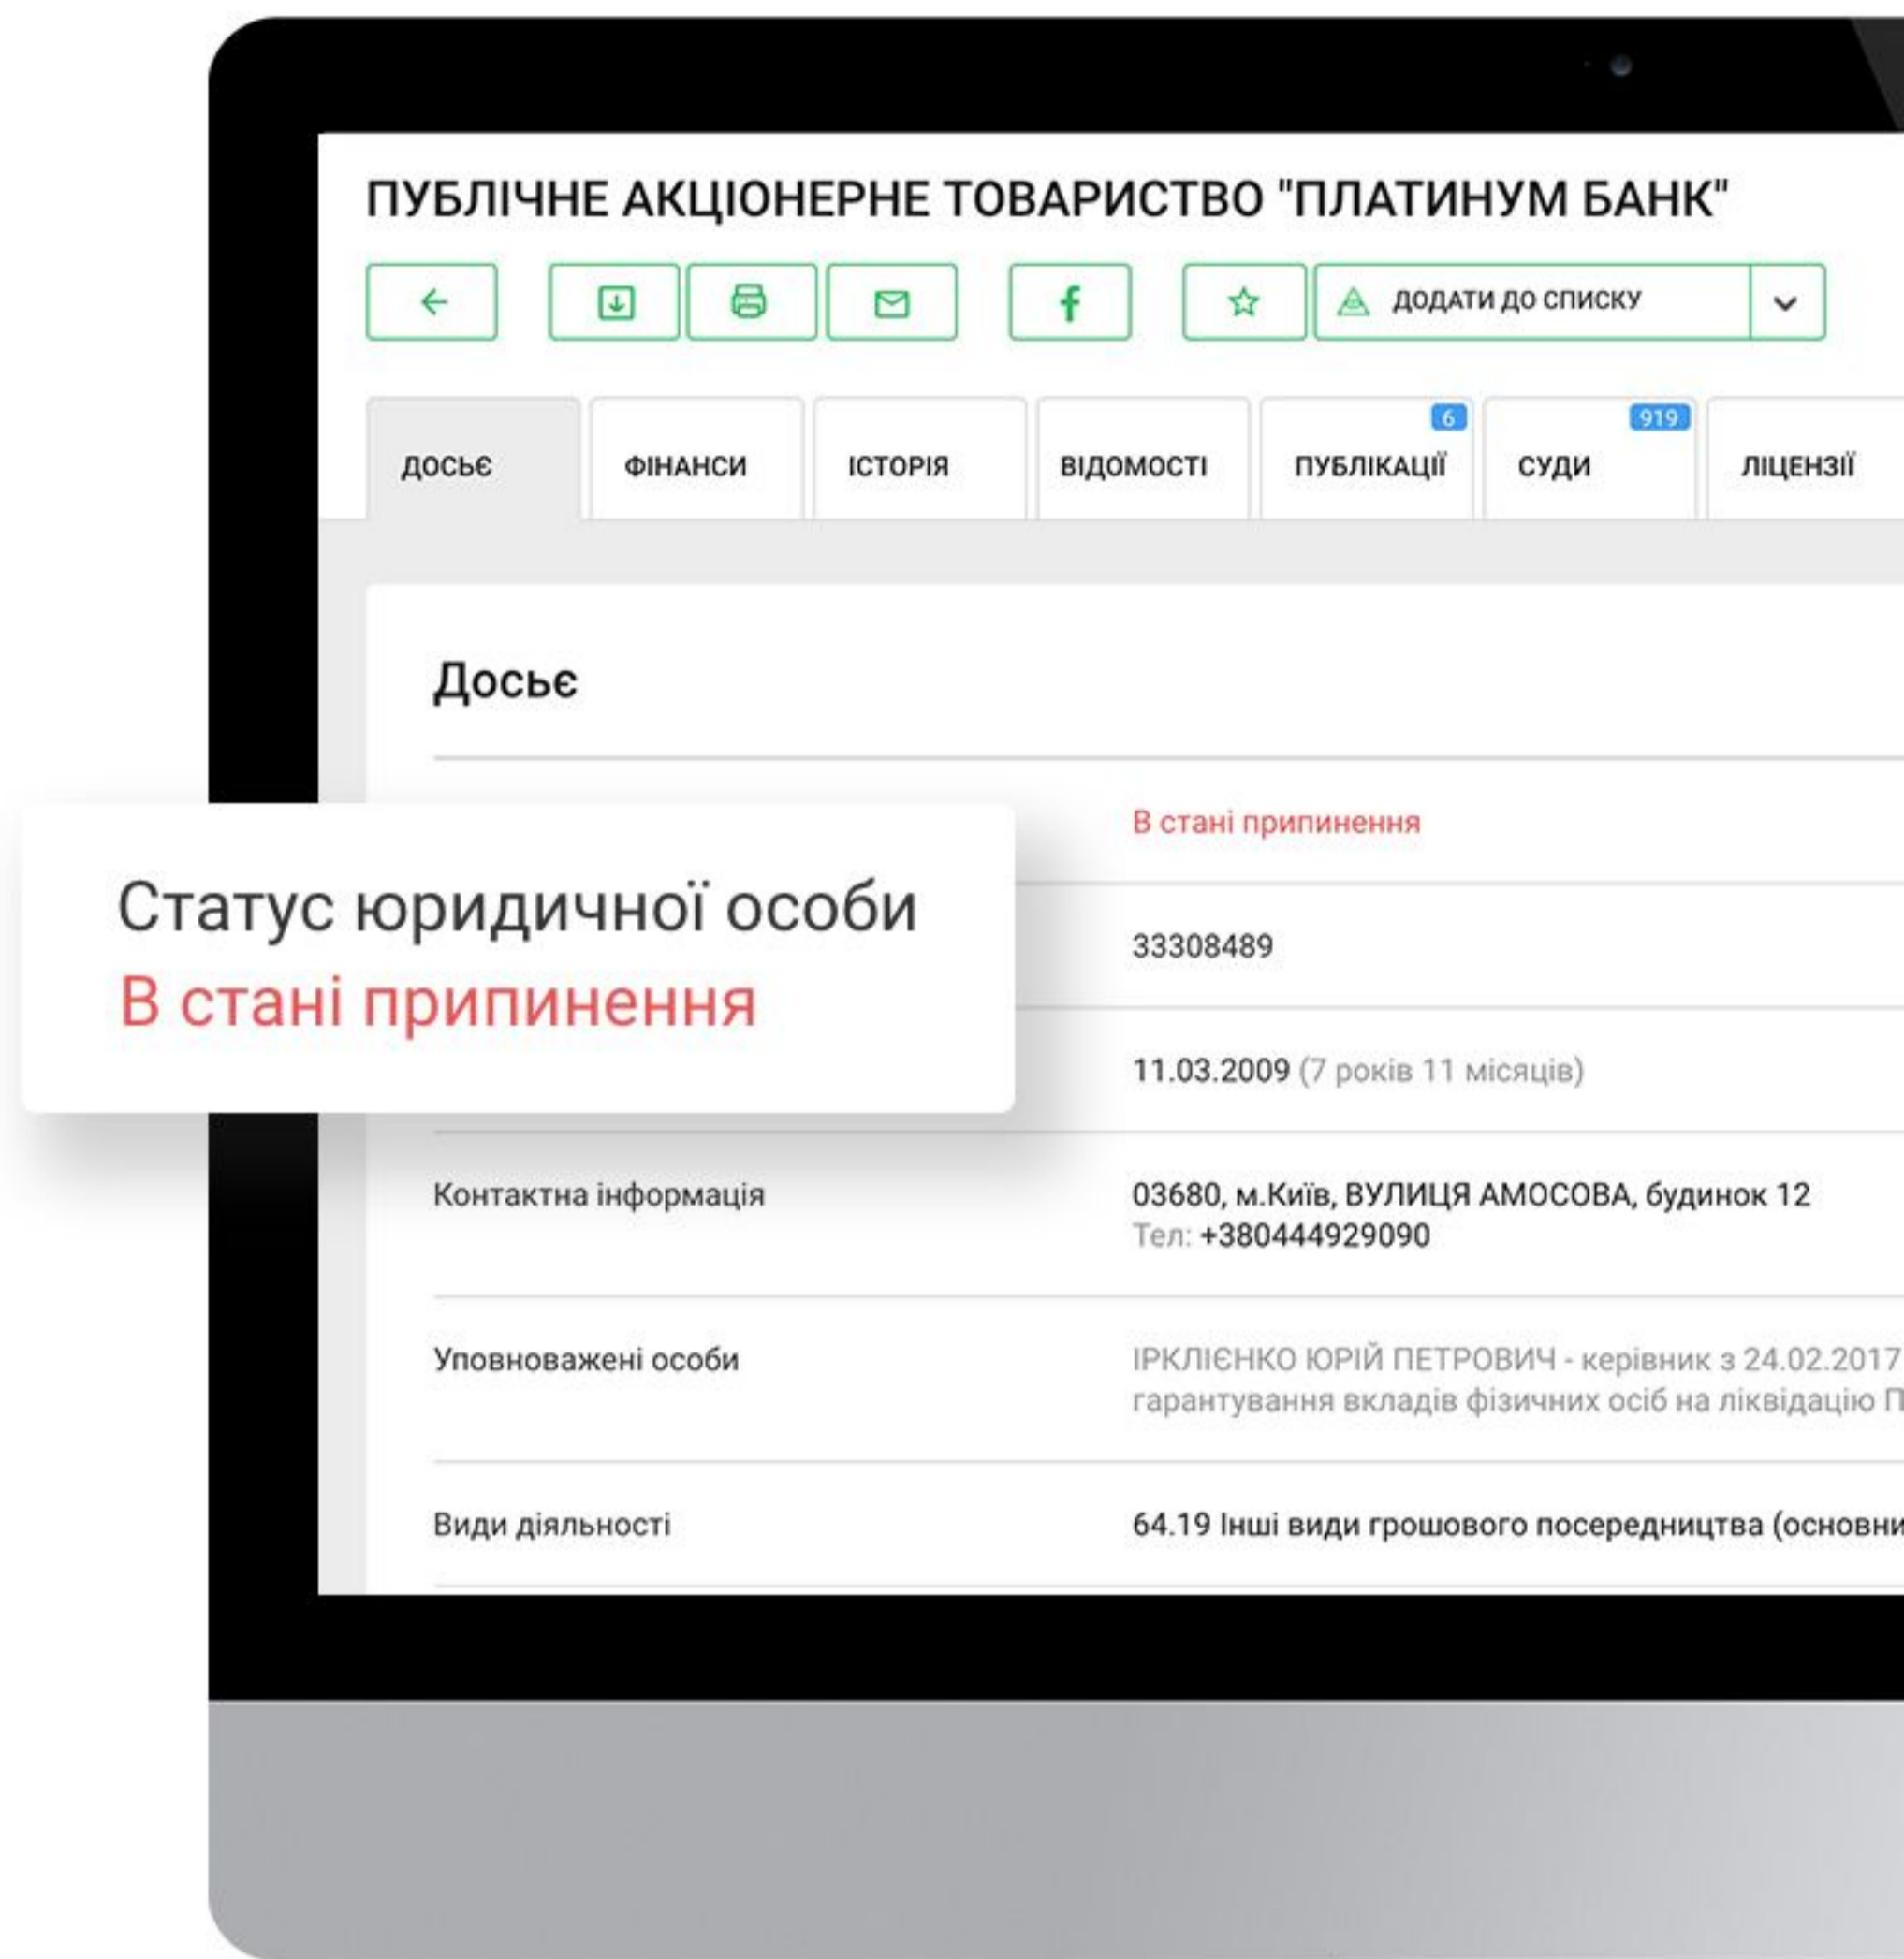 ПУБЛІЧНЕ АКЦІОНЕРНЕ ТОВАРИСТВО "ПЛАТИНУМ БАНК"
ДОДАТИ ДО СПИСКУ
ДОСЬЄ
ФІНАНСИ
ІСТОРІЯ
ВІДОМОСТІ
ПУБЛІКАЦІЇ 6
СУДИ 919
ЛІЦЕНЗІЇ
Досьє
Статус юридичної особи
В стані припинення
В стані припинення
33308489
11.03.2009 (7 років 11 місяців)
Контактна інформація
03680, м.Київ, ВУЛИЦЯ АМОСОВА, будинок 12
Тел: +380444929090
Уповноважені особи
ІРКЛІЄНКО ЮРІЙ ПЕТРОВИЧ - керівник з 24.02.2017
гарантування вкладів фізичних осіб на ліквідацію
Види діяльності
64.19 Інші види грошового посередництва